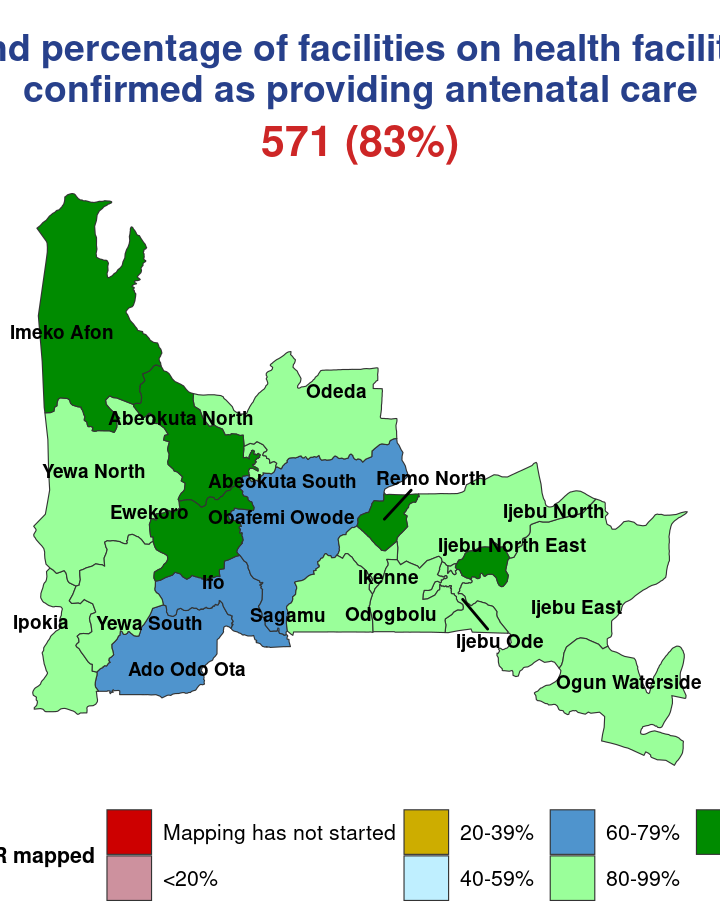 nd percentage of facilities on health facilit
confirmed as providing antenatal care
571 (83%)
Imeko Afon
Odeda
Abeokuta North
Yewa North
Abeokuta South
Remo North
Ewekoro
Obafemi Owode
Ijebu North
Ijebu North East
Ikenne
Ifo
Ijebu East
Ipokia
Yewa South
Sagamu
Odogbolu
Ijebu Ode
Ado Odo Ota
Ogun Waterside
R mapped
Mapping has not started
20-39%
60-79%
<20%
40-59%
80-99%